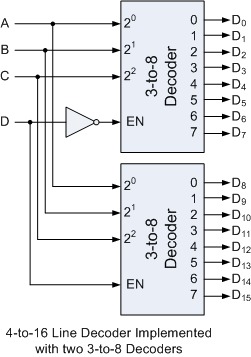 A
B
C
D
2⁰
2¹
2²
EN
3-to-8
Decoder
0
1
2
3
4
5
6
7
D₀
D₁
D₂
D₃
D₄
D₅
D₆
D₇
2⁰
2¹
2²
EN
3-to-8
Decoder
0
1
2
3
4
5
6
7
D₈
D₉
D₁₀
D₁₁
D₁₂
D₁₃
D₁₄
D₁₅
4-to-16 Line Decoder Implemented
with two 3-to-8 Decoders